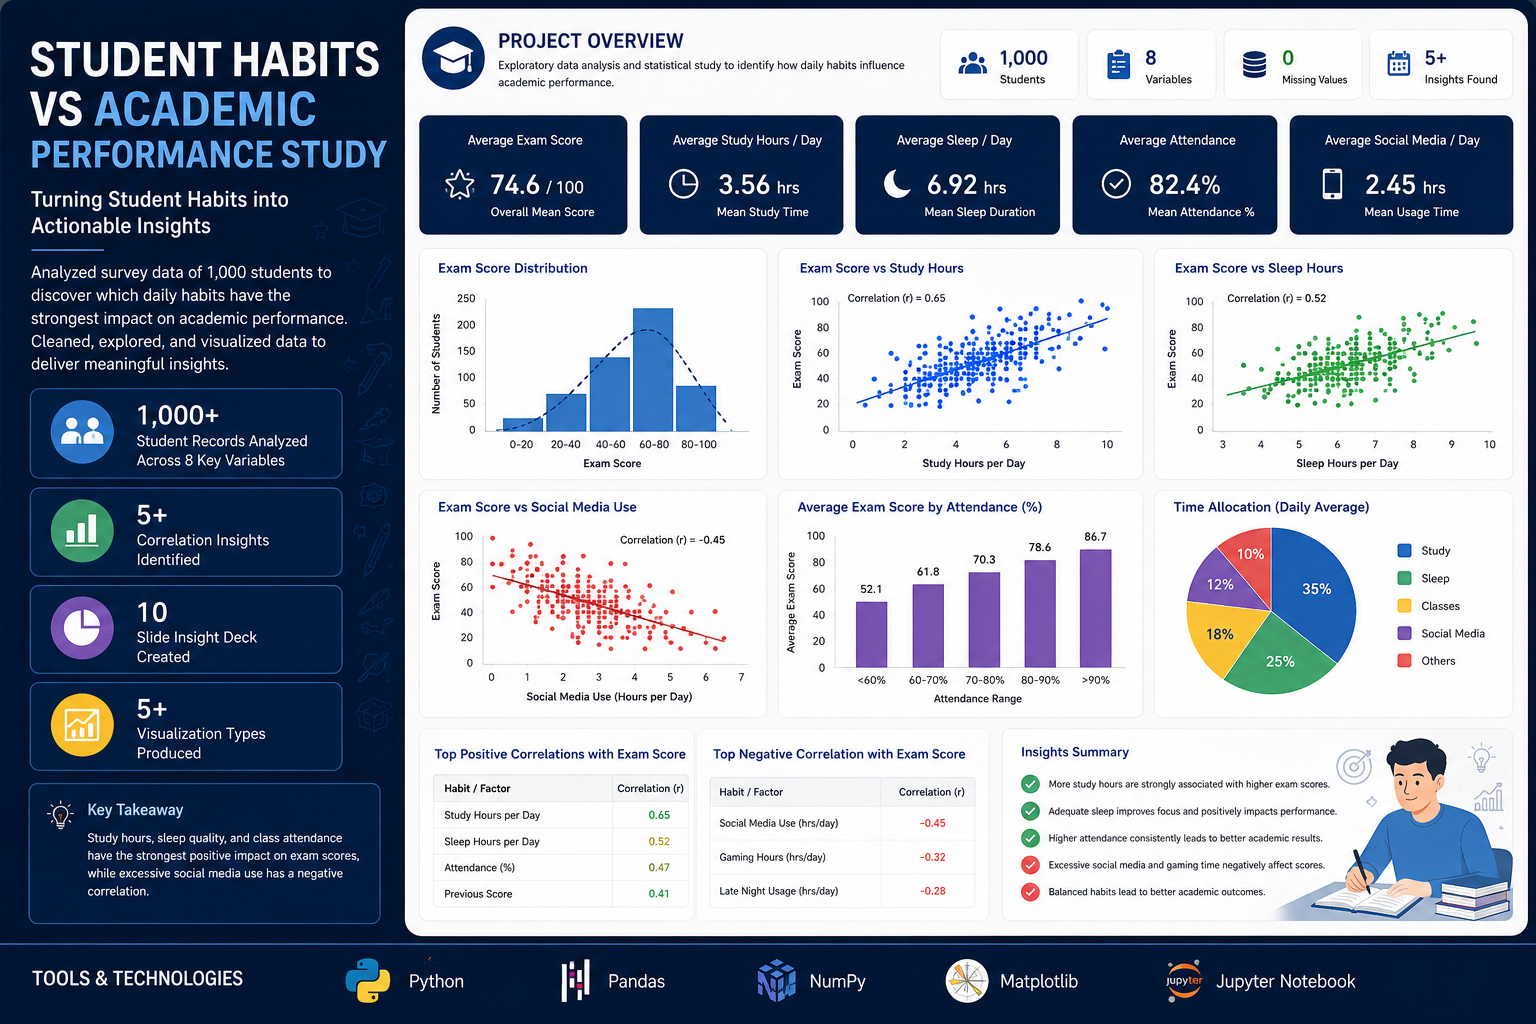 STUDENT HABITS
VS ACADEMIC
PERFORMANCE STUDY
Turning Student Habits into
Actionable Insights
Analyzed survey data of 1,000 students to
discover which daily habits have the
strongest impact on academic performance.
Cleaned, explored, and visualized data to
deliver meaningful insights.
1,000+
Student Records Analyzed
Across 8 Key Variables
5+
Correlation Insights
Identified
10
Slide Insight Deck
Created
5+
Visualization Types
Produced
Key Takeaway
Study hours, sleep quality, and class attendance
have the strongest positive impact on exam scores,
while excessive social media use has a negative
correlation.
PROJECT OVERVIEW
Exploratory data analysis and statistical study to identify how daily habits influence
academic performance.
1,000
Students
8
Variables
0
Missing Values
5+
Insights Found
Average Exam Score
74.6 / 100
Overall Mean Score
Average Study Hours / Day
3.56 hrs
Mean Study Time
Average Sleep / Day
6.92 hrs
Mean Sleep Duration
Average Attendance
82.4%
Mean Attendance %
Average Social Media / Day
2.45 hrs
Mean Usage Time
Exam Score Distribution
Number of Students
250
200
150
100
50
0
0-20 20-40 40-60 60-80 80-100
Exam Score
Exam Score vs Study Hours
Correlation (r) = 0.65
Exam Score
100
80
60
40
20
0
0 2 4 6 8 10
Study Hours per Day
Exam Score vs Sleep Hours
Correlation (r) = 0.52
Exam Score
100
80
60
40
20
0
3 4 5 6 7 8 9 10
Sleep Hours per Day
Exam Score vs Social Media Use
Correlation (r) = -0.45
Exam Score
100
80
60
40
20
0
0 1 2 3 4 5 6 7
Social Media Use (Hours per Day)
Average Exam Score by Attendance (%)
Average Exam Score
100
80
60
40
20
0
52.1
61.8
70.3
78.6
86.7
<60% 60-70% 70-80% 80-90% >90%
Attendance Range
Time Allocation (Daily Average)
35%
25%
18%
12%
10%
Study
Sleep
Classes
Social Media
Others
Top Positive Correlations with Exam Score
Habit / Factor Correlation (r)
Study Hours per Day 0.65
Sleep Hours per Day 0.52
Attendance (%) 0.47
Previous Score 0.41
Top Negative Correlation with Exam Score
Habit / Factor Correlation (r)
Social Media Use (hrs/day) -0.45
Gaming Hours (hrs/day) -0.32
Late Night Usage (hrs/day) -0.28
Insights Summary
More study hours are strongly associated with higher exam scores.
Adequate sleep improves focus and positively impacts performance.
Higher attendance consistently leads to better academic results.
Excessive social media and gaming time negatively affect scores.
Balanced habits lead to better academic outcomes.
TOOLS & TECHNOLOGIES
Python
Pandas
NumPy
Matplotlib
jupyter
Jupyter Notebook